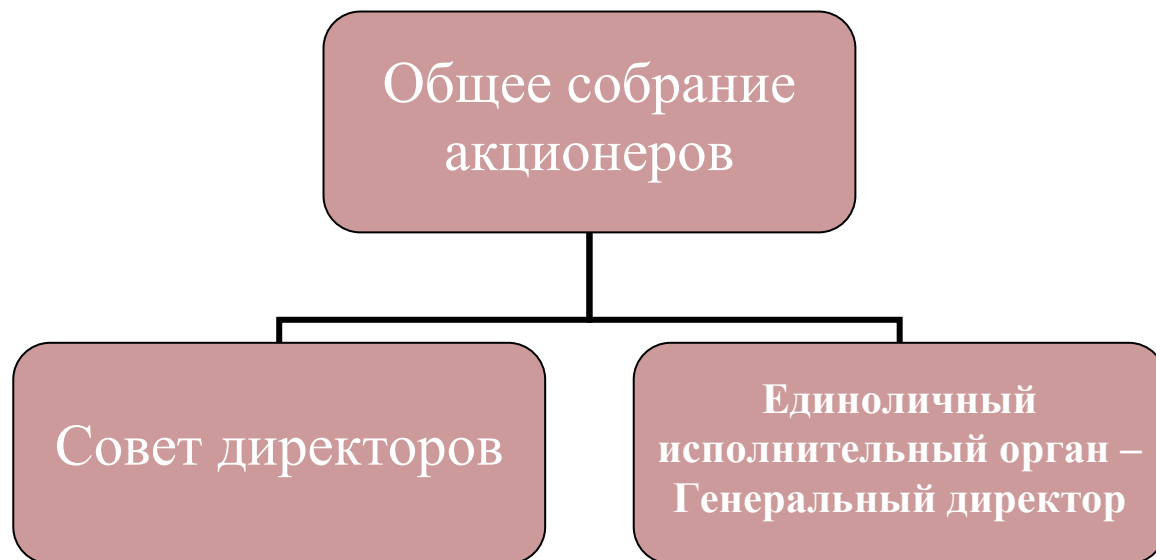 Общее собрание
акционеров
Совет директоров
Единоличный
исполнительный орган –
Генеральный директор